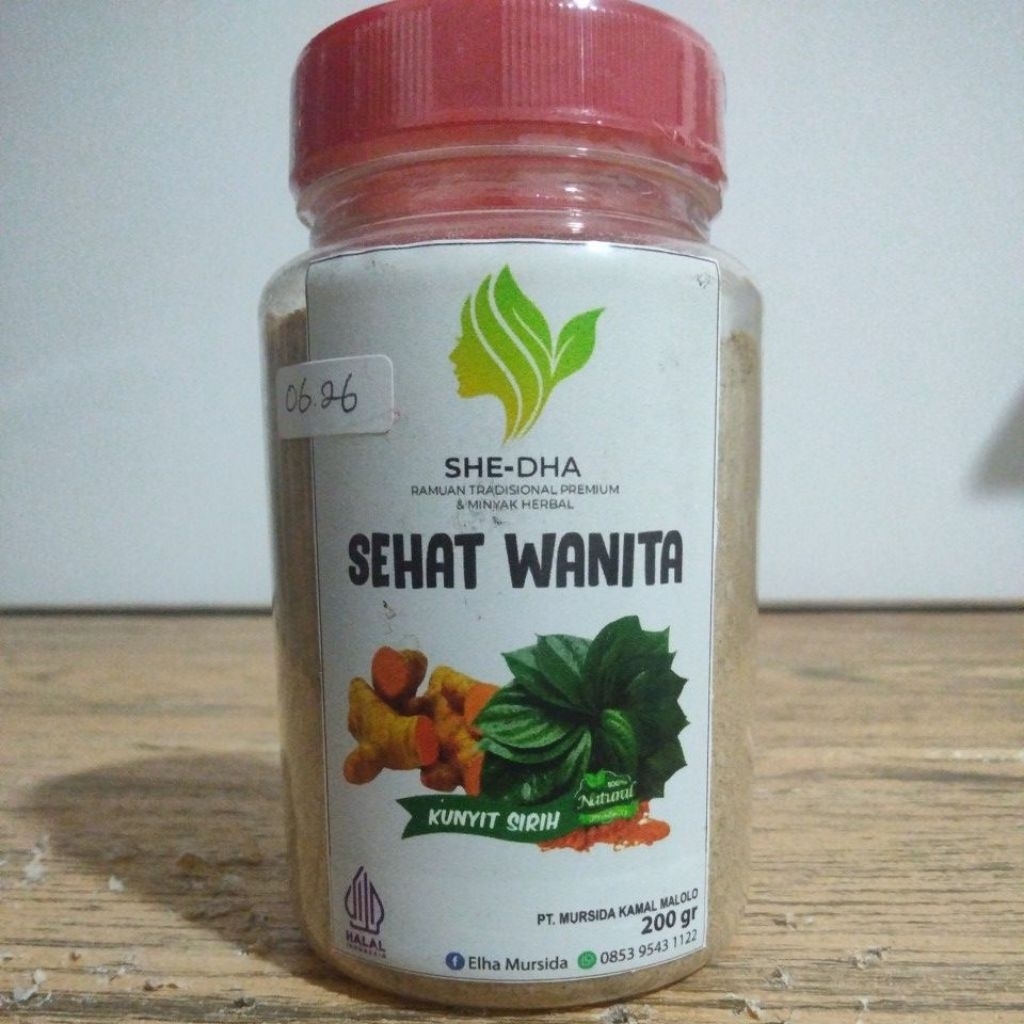 06.26
SHE-DHA
RAMUAN TRADISIONAL PREMIUM
& MINYAK HERBAL
SEHAT WANITA
Natural
KUNYIT SIRIH
HALAL
INDONESIA
PT. MURSIDA KAMAL MALOLO
200 gr
Elha Mursida 0853 9543 1122